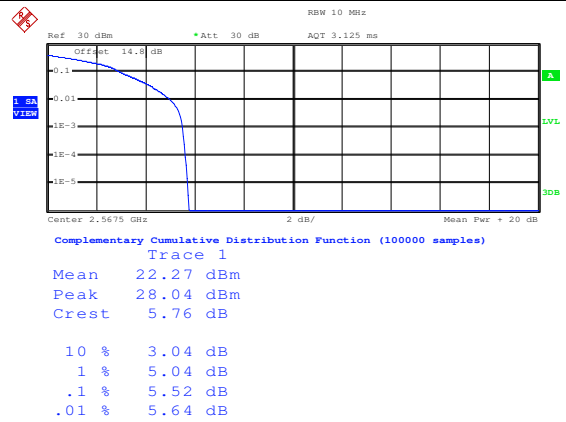 RBW 10 MHz
Ref 30 dBm *Att 30 dB AQT 3.125 ms
Offset 14.8 dB
0.1
A
0.01
1 SA
VIEW
1E-3
LVL
1E-4
1E-5
3DB
Center 2.5675 GHz 2 dB/ Mean Pwr + 20 dB
Complementary Cumulative Distribution Function (100000 samples)
Trace 1
Mean 22.27 dBm
Peak 28.04 dBm
Crest 5.76 dB
10 % 3.04 dB
1 % 5.04 dB
.1 % 5.52 dB
.01 % 5.64 dB